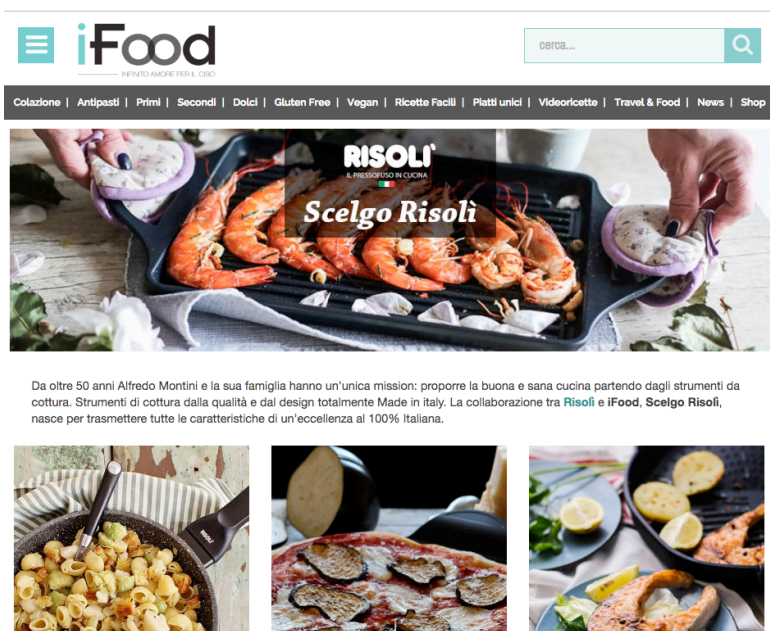 iFood
INFINITO AMORE PER IL CIBO
cerca...
Colazione | Antipasti | Primi | Secondi | Dolci | Gluten Free | Vegan | Ricette Facili | Piatti unici | Videoricette | Travel & Food | News | Shop
RISOLÌ
IL PRESSOFUSO IN CUCINA
Scelgo Risolì
Da oltre 50 anni Alfredo Montini e la sua famiglia hanno un'unica mission: proporre la buona e sana cucina partendo dagli strumenti da
cottura. Strumenti di cottura dalla qualità e dal design totalmente Made in italy. La collaborazione tra Risolì e iFood, Scelgo Risolì,
nasce per trasmettere tutte le caratteristiche di un'eccellenza al 100% Italiana.
RISOLÌ